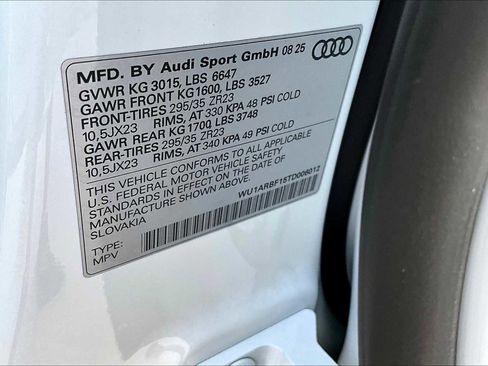 MFD. BY Audi Sport GmbH 08 25
GVWR KG 3015, LBS 6647
GAWR FRONT KG1600, LBS 3527
FRONT-TIRES 295/35 ZR23
10,5JX23 RIMS, AT 330 KPA 48 PSI COLD
GAWR REAR KG 1700, LBS 3748
REAR-TIRES 295/35 ZR23
10,5JX23 RIMS, AT 340 KPA 49 PSI COLD
THIS VEHICLE CONFORMS TO ALL APPLICABLE
U.S. FEDERAL MOTOR VEHICLE SAFETY
STANDARDS IN EFFECT ON THE DATE OF
MANUFACTURE SHOWN ABOVE.
SLOVAKIA
WU1ARBF15TD006012
TYPE:
MPV